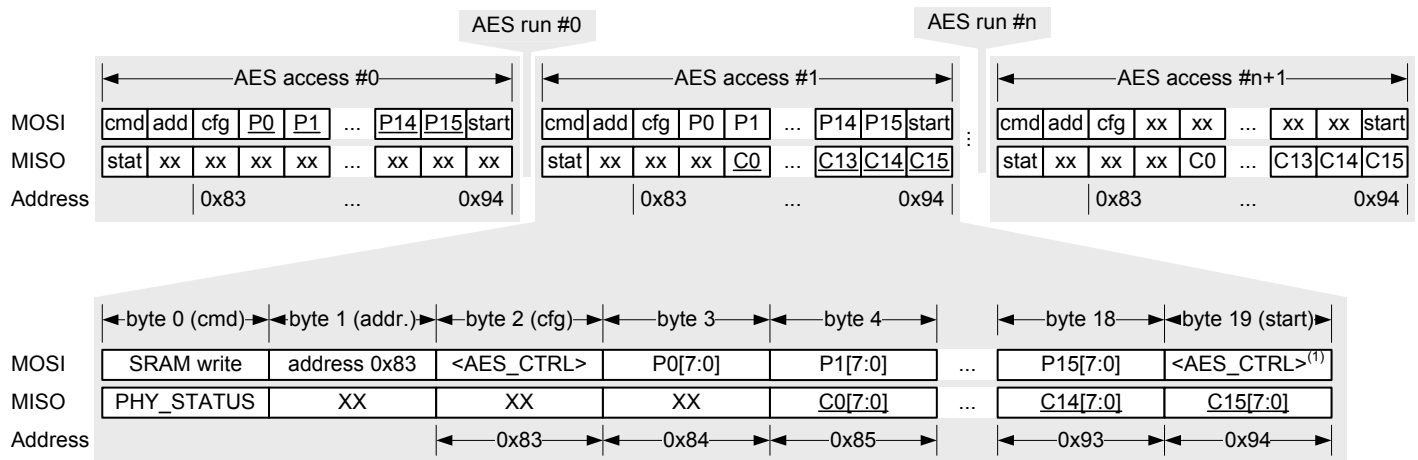 AES run #0 AES run #n
AES access #0 AES access #1 AES access #n+1
MOSI cmd add cfg P0 P1 ... P14 P15 start cmd add cfg P0 P1 ... P14 P15 start ... cmd add cfg xx xx ... xx xx start
MISO stat xx xx xx xx ... xx xx xx stat xx xx xx C0 ... C13 C14 C15 stat xx xx xx C0 ... C13 C14 C15
Address 0x83 ... 0x94 0x83 ... 0x94 0x83 ... 0x94
byte 0 (cmd) byte 1 (addr.) byte 2 (cfg) byte 3 byte 4 byte 18 byte 19 (start)
MOSI SRAM write address 0x83 <AES_CTRL> P0[7:0] P1[7:0] ... P15[7:0] <AES_CTRL>(1)
MISO PHY_STATUS XX XX XX C0[7:0] ... C14[7:0] C15[7:0]
Address 0x83 0x84 0x85 0x93 0x94